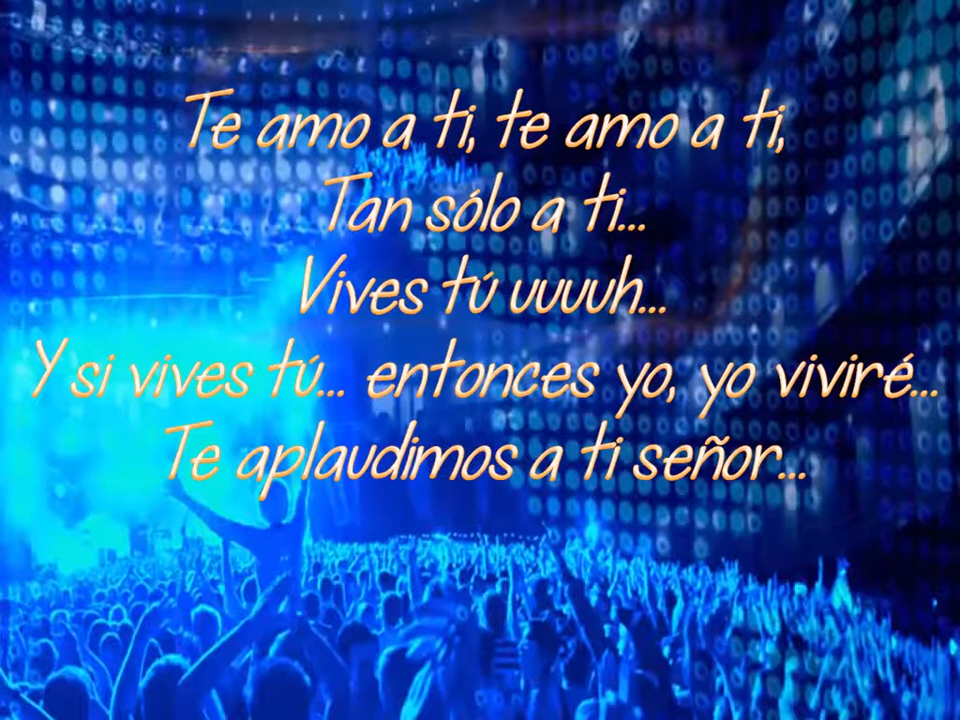 Te amo a ti, te amo a ti,
Tan sólo a ti...
Vives tú uuuuh...
Y si vives tú... entonces yo, yo viviré...
Te aplaudimos a ti señor...